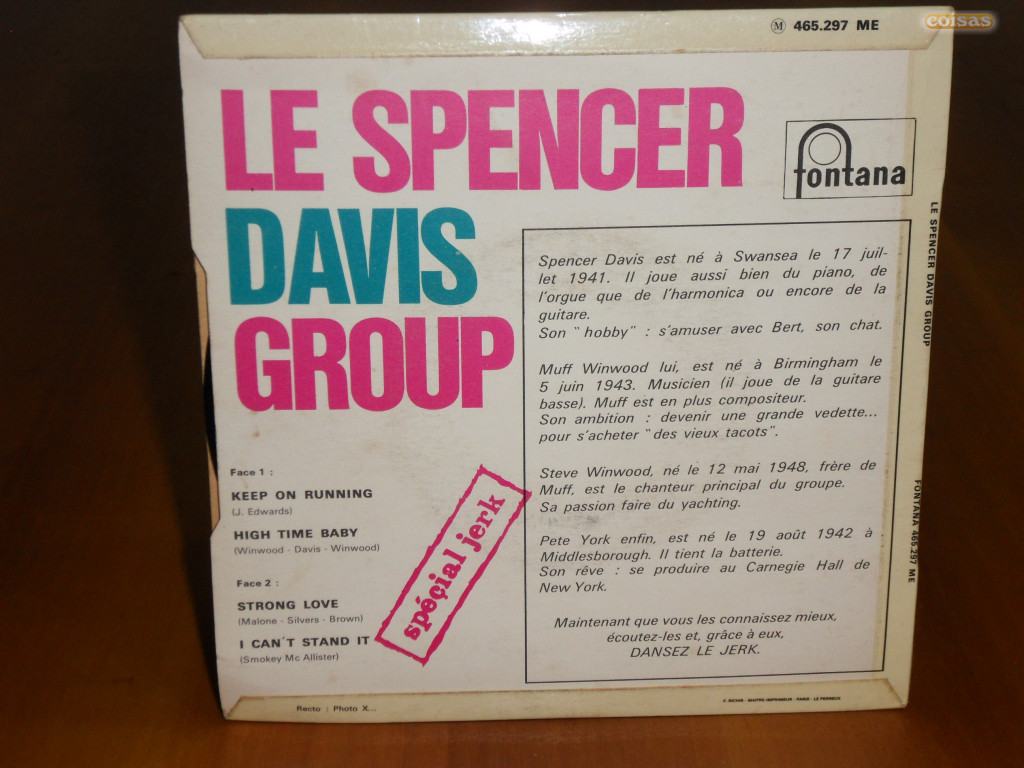 Ⓜ 465.297 ME
coisas
LE SPENCER
DAVIS
GROUP
fontana
Spencer Davis est né à Swansea le 17 juil-
let 1941. Il joue aussi bien du piano, de
l'orgue que de l'harmonica ou encore de la
guitare.
Son "hobby" : s'amuser avec Bert, son chat.
Muff Winwood lui, est né à Birmingham le
5 juin 1943. Musicien (il joue de la guitare
basse). Muff est en plus compositeur.
Son ambition : devenir une grande vedette...
pour s'acheter "des vieux tacots".
Steve Winwood, né le 12 mai 1948, frère de
Muff, est le chanteur principal du groupe.
Sa passion faire du yachting.
Pete York enfin, est né le 19 août 1942 à
Middlesborough. Il tient la batterie.
Son rêve : se produire au Carnegie Hall de
New York.
Maintenant que vous les connaissez mieux,
écoutez-les et, grâce à eux,
DANSEZ LE JERK.
Face 1 :
KEEP ON RUNNING
(J. Edwards)
HIGH TIME BABY
(Winwood - Davis - Winwood)
Face 2 :
STRONG LOVE
(Malone - Silvers - Brown)
I CAN'T STAND IT
(Smokey Mc Allister)
spéçial jerk
LE SPENCER DAVIS GROUP
FONTANA 465.297 ME
Recto : Photo X...
MAITRE-IMPRIMEUR - PARIS - LE PERREUX